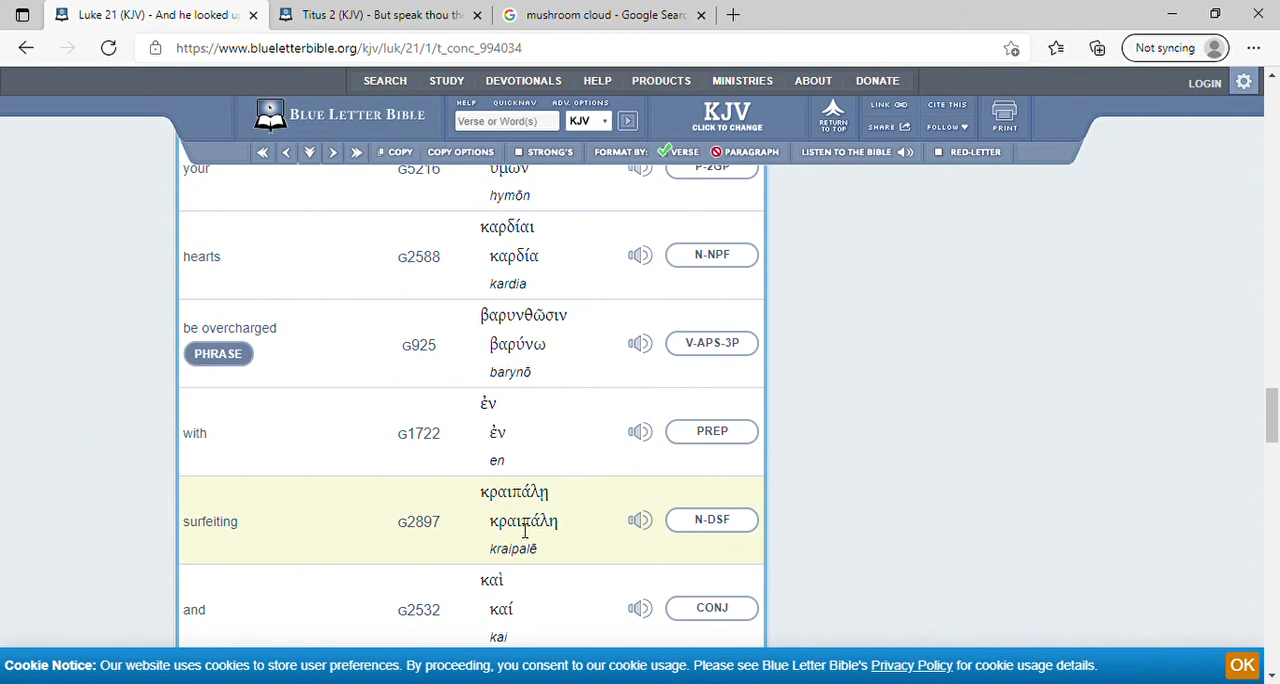 Luke 21 (KJV) - And he looked u
Titus 2 (KJV) - But speak thou th
mushroom cloud - Google Searc
https://www.blueletterbible.org/kjv/luk/21/1/t_conc_994034
Not syncing
SEARCH STUDY DEVOTIONALS HELP PRODUCTS MINISTRIES ABOUT DONATE
LOGIN
BLUE LETTER BIBLE
HELP QUICKNAV ADV. OPTIONS
Verse or Word(s) KJV
KJV
CLICK TO CHANGE
RETURN
TO TOP
LINK CITE THIS
SHARE FOLLOW
PRINT
COPY COPY OPTIONS STRONG'S FORMAT BY: VERSE PARAGRAPH LISTEN TO THE BIBLE RED-LETTER
your G5216 ὑμῶν P-2GP
hymōn
καρδίαι
hearts G2588 καρδία N-NPF
kardia
βαρυνθῶσιν
be overcharged
PHRASE
G925 βαρύνω V-APS-3P
barynō
ἐν
with G1722 ἐν PREP
en
κραιπάλῃ
surfeiting G2897 κραιπάλη N-DSF
kraipalē
καὶ
and G2532 καί CONJ
kai
Cookie Notice: Our website uses cookies to store user preferences. By proceeding, you consent to our cookie usage. Please see Blue Letter Bible's Privacy Policy for cookie usage details.
OK